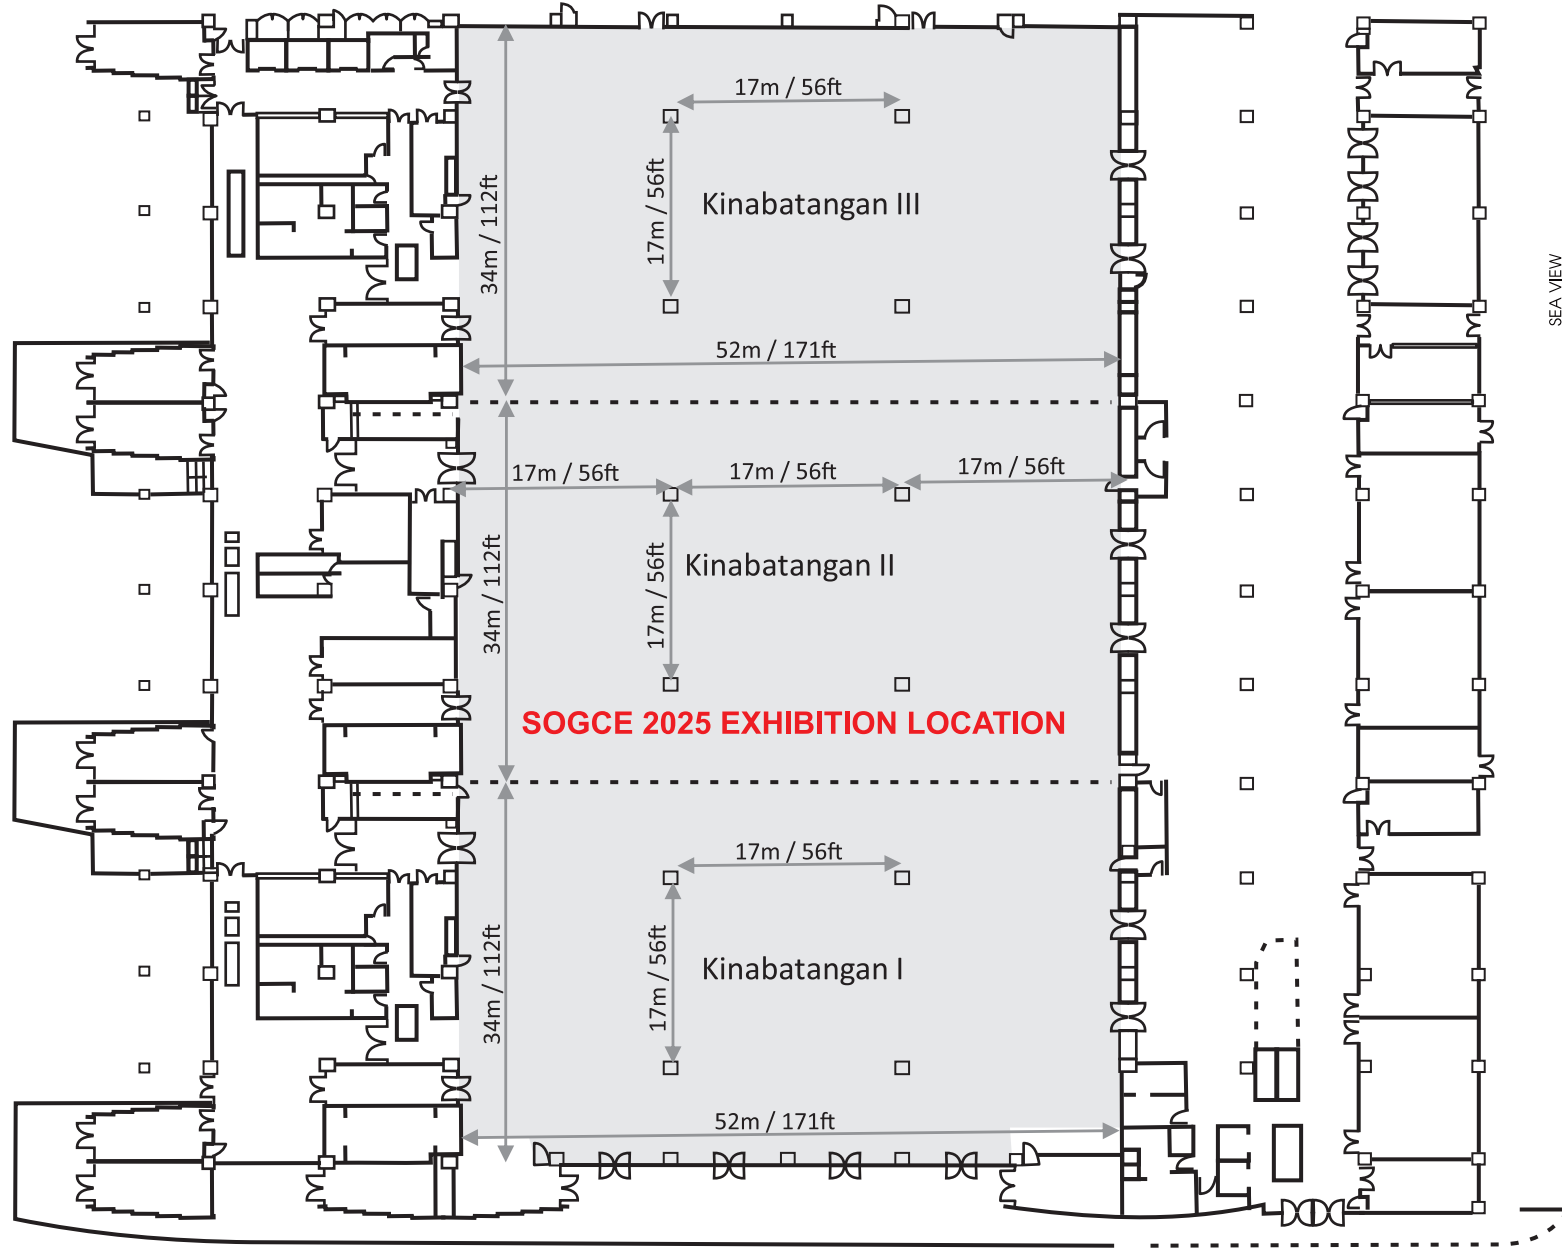 17m / 56ft
17m / 56ft
Kinabatangan III
34m / 112ft
SEA VIEW
52m / 171ft
17m / 56ft
17m / 56ft
17m / 56ft
17m / 56ft
Kinabatangan II
34m / 112ft
SOGCE 2025 EXHIBITION LOCATION
17m / 56ft
17m / 56ft
Kinabatangan I
34m / 112ft
52m / 171ft